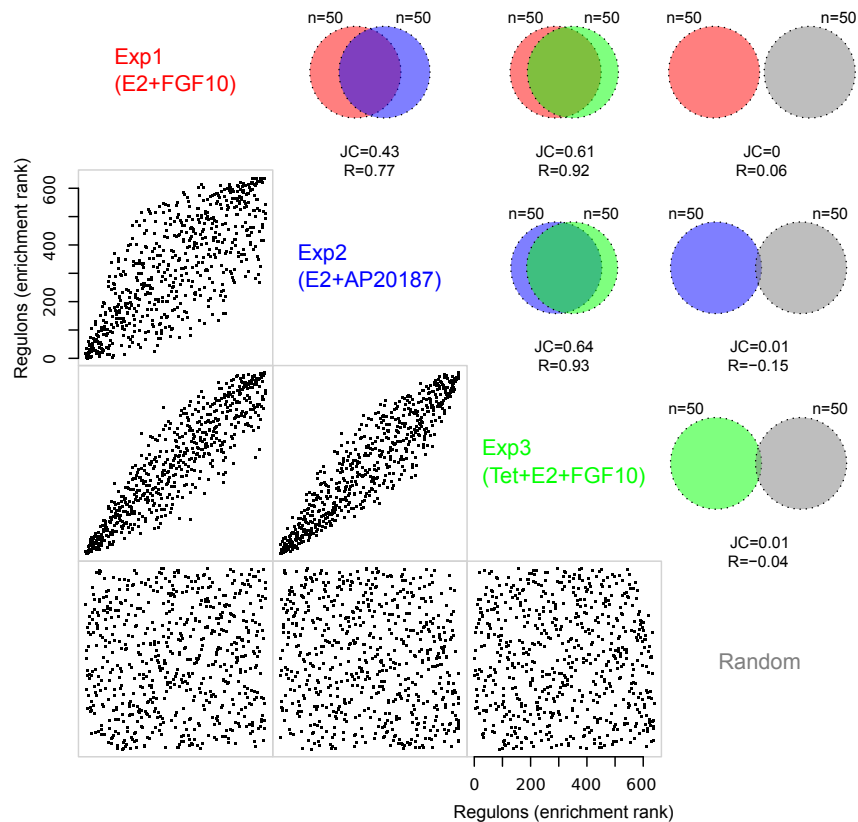 n=50 n=50
n=50 n=50
n=50 n=50
Exp1
(E2+FGF10)
JC=0.43
R=0.77
JC=0.61
R=0.92
JC=0
R=0.06
Regulons (enrichment rank)
600
400
200
0
n=50 n=50
n=50 n=50
Exp2
(E2+AP20187)
JC=0.64
R=0.93
JC=0.01
R=−0.15
n=50 n=50
Exp3
(Tet+E2+FGF10)
JC=0.01
R=−0.04
Random
0 200 400 600
Regulons (enrichment rank)